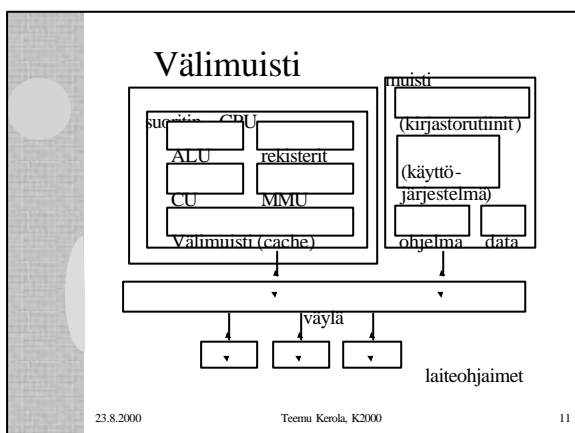 Välimuisti
suoritin - CPU
ALU rekisterit
CU MMU
Välimuisti (cache)
muisti
(kirjastorutiinit)
(käyttö-
järjestelmä)
ohjelma data
väylä
laiteohjaimet
23.8.2000 Teemu Kerola, K2000 11